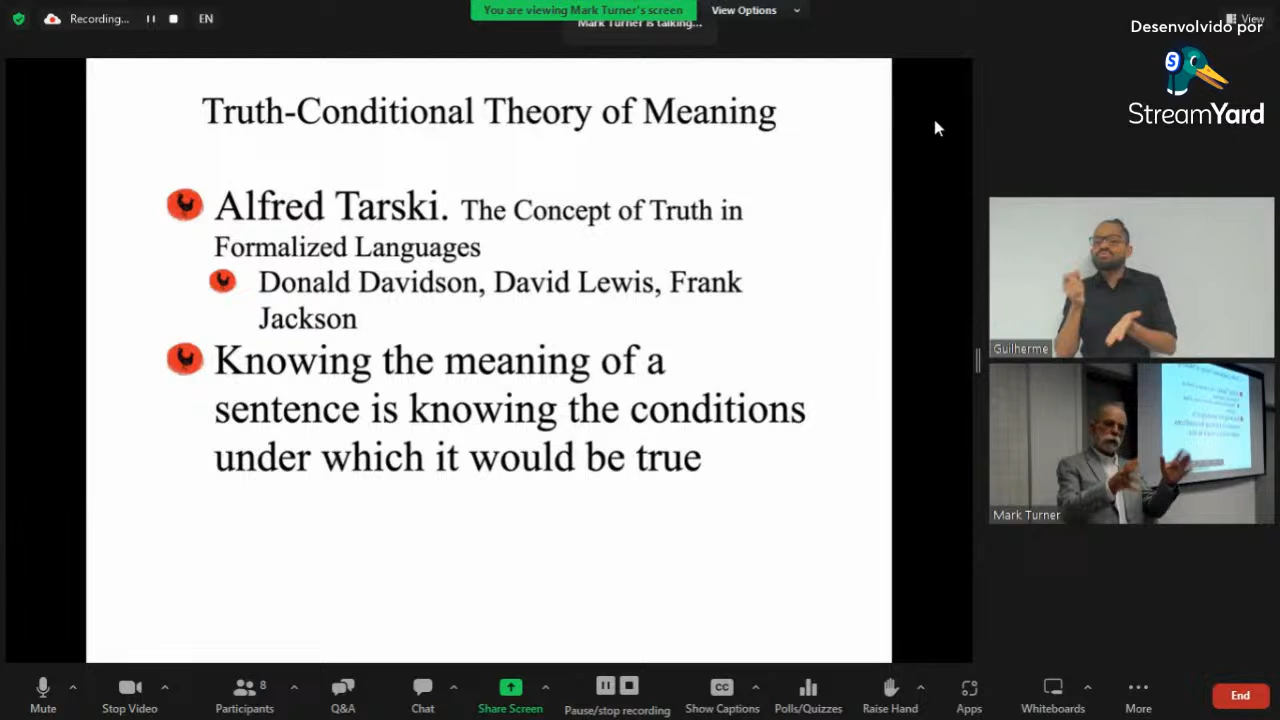 You are viewing Mark Turner's screen
View Options
Recording...
EN
Mark Turner is talking...
View
Desenvolvido por
StreamYard
Truth-Conditional Theory of Meaning
Alfred Tarski. The Concept of Truth in
Formalized Languages
Donald Davidson, David Lewis, Frank
Jackson
Knowing the meaning of a
sentence is knowing the conditions
under which it would be true
Guilherme
Mark Turner
8
Mute
Stop Video
Participants
Q&A
Chat
Share Screen
Pause/stop recording
CC
Show Captions
Polls/Quizzes
Raise Hand
Apps
Whiteboards
More
End